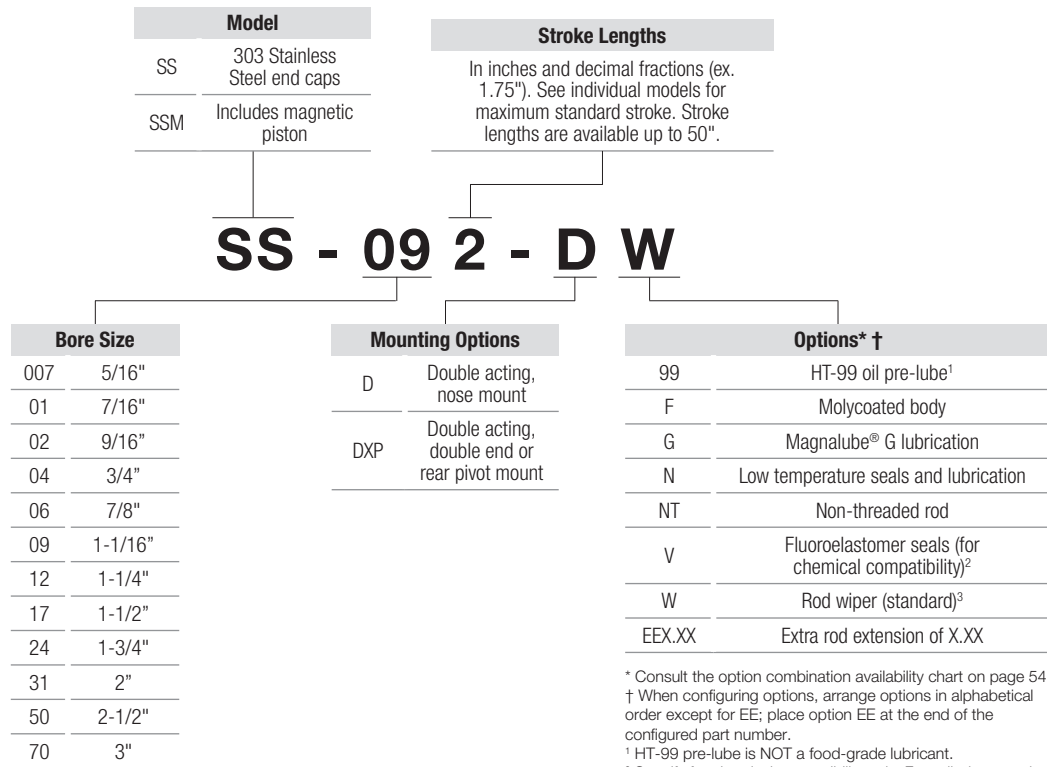 Model
SS 303 Stainless
Steel end caps
SSM Includes magnetic
piston
Stroke Lengths
In inches and decimal fractions (ex.
1.75"). See individual models for
maximum standard stroke. Stroke
lengths are available up to 50".
SS - 09 2 - D W
Bore Size
007 5/16"
01 7/16"
02 9/16”
04 3/4”
06 7/8"
09 1-1/16”
12 1-1/4"
17 1-1/2”
24 1-3/4"
31 2”
50 2-1/2"
70 3"
Mounting Options
D Double acting,
nose mount
DXP Double acting,
double end or
rear pivot mount
Options* †
99 HT-99 oil pre-lube¹
F Molycoated body
G Magnalube® G lubrication
N Low temperature seals and lubrication
NT Non-threaded rod
V Fluoroelastomer seals (for
chemical compatibility)²
W Rod wiper (standard)³
EEX.XX Extra rod extension of X.XX
* Consult the option combination availability chart on page 54
† When configuring options, arrange options in alphabetical
order except for EE; place option EE at the end of the
configured part number.
¹ HT-99 pre-lube is NOT a food-grade lubricant.